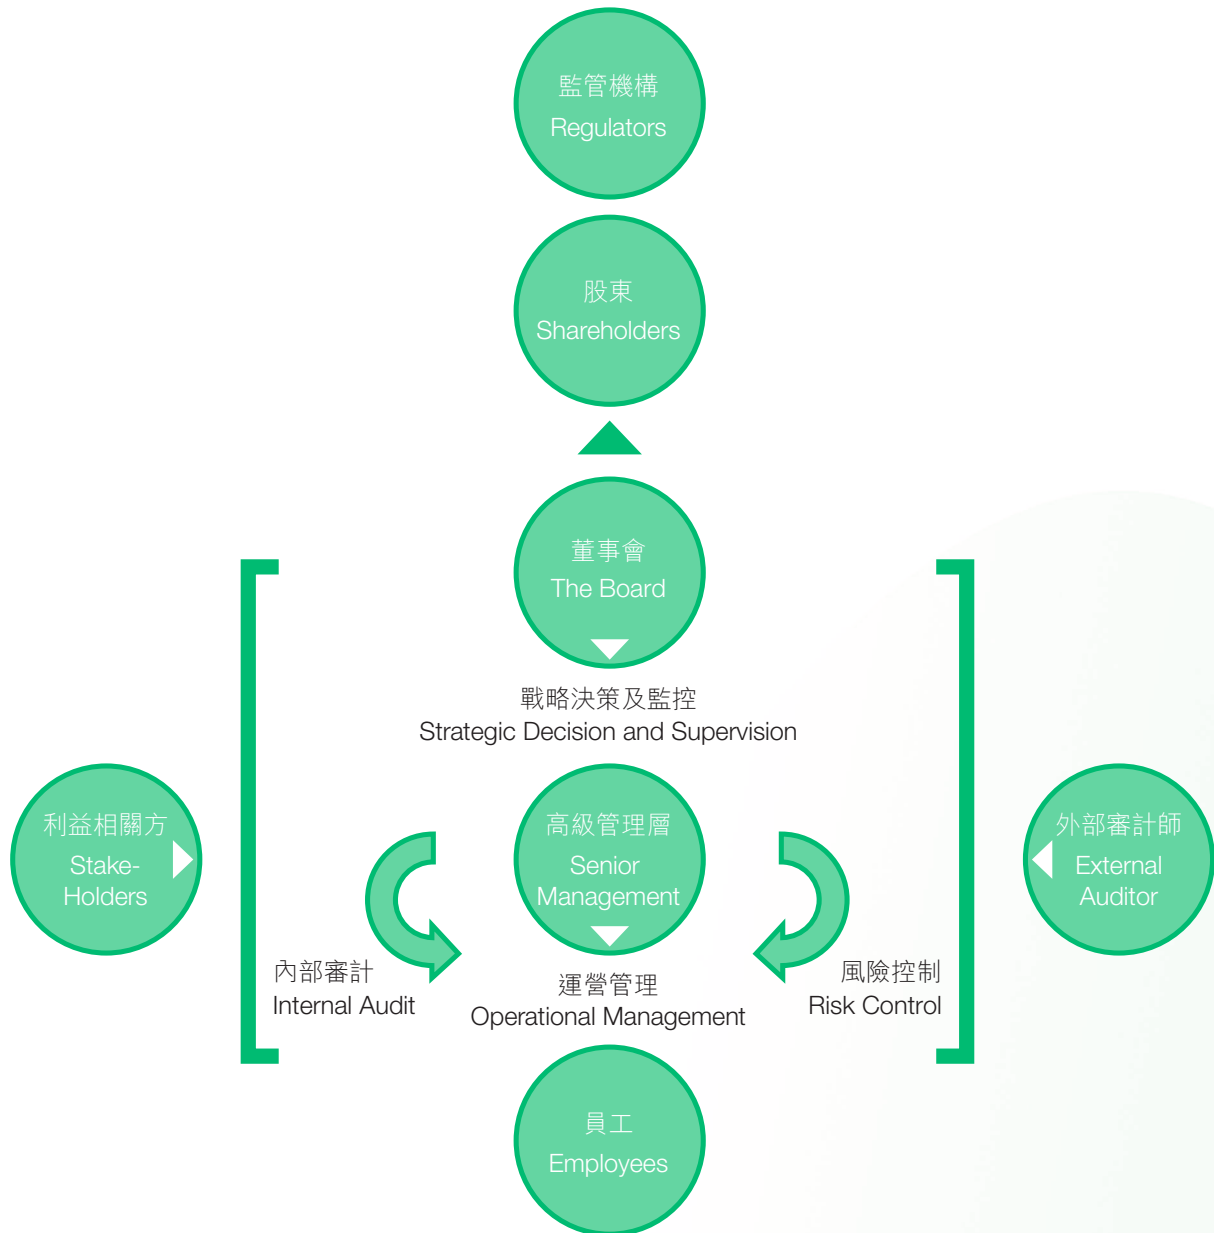 監管機構
Regulators
股東
Shareholders
董事會
The Board
戰略決策及監控
Strategic Decision and Supervision
利益相關方
Stake-
Holders
高級管理層
Senior
Management
外部審計師
External
Auditor
內部審計
Internal Audit
運營管理
Operational Management
風險控制
Risk Control
員工
Employees